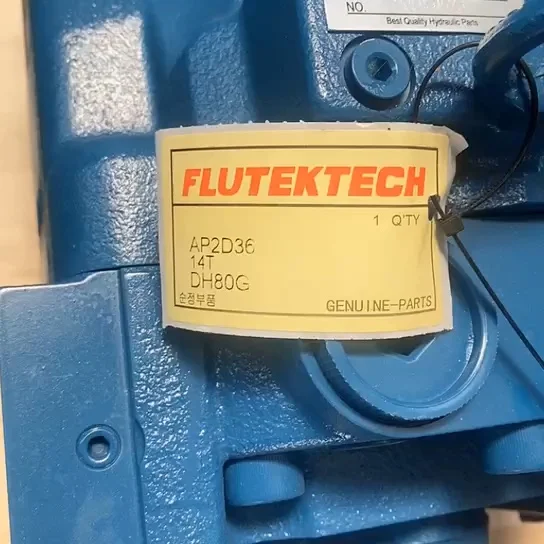 NO.
Best Quality Hydraulic Parts
FLUTEKTECH
1 Q'TY
AP2D36
14T
DH80G
순정부품
GENUINE-PARTS